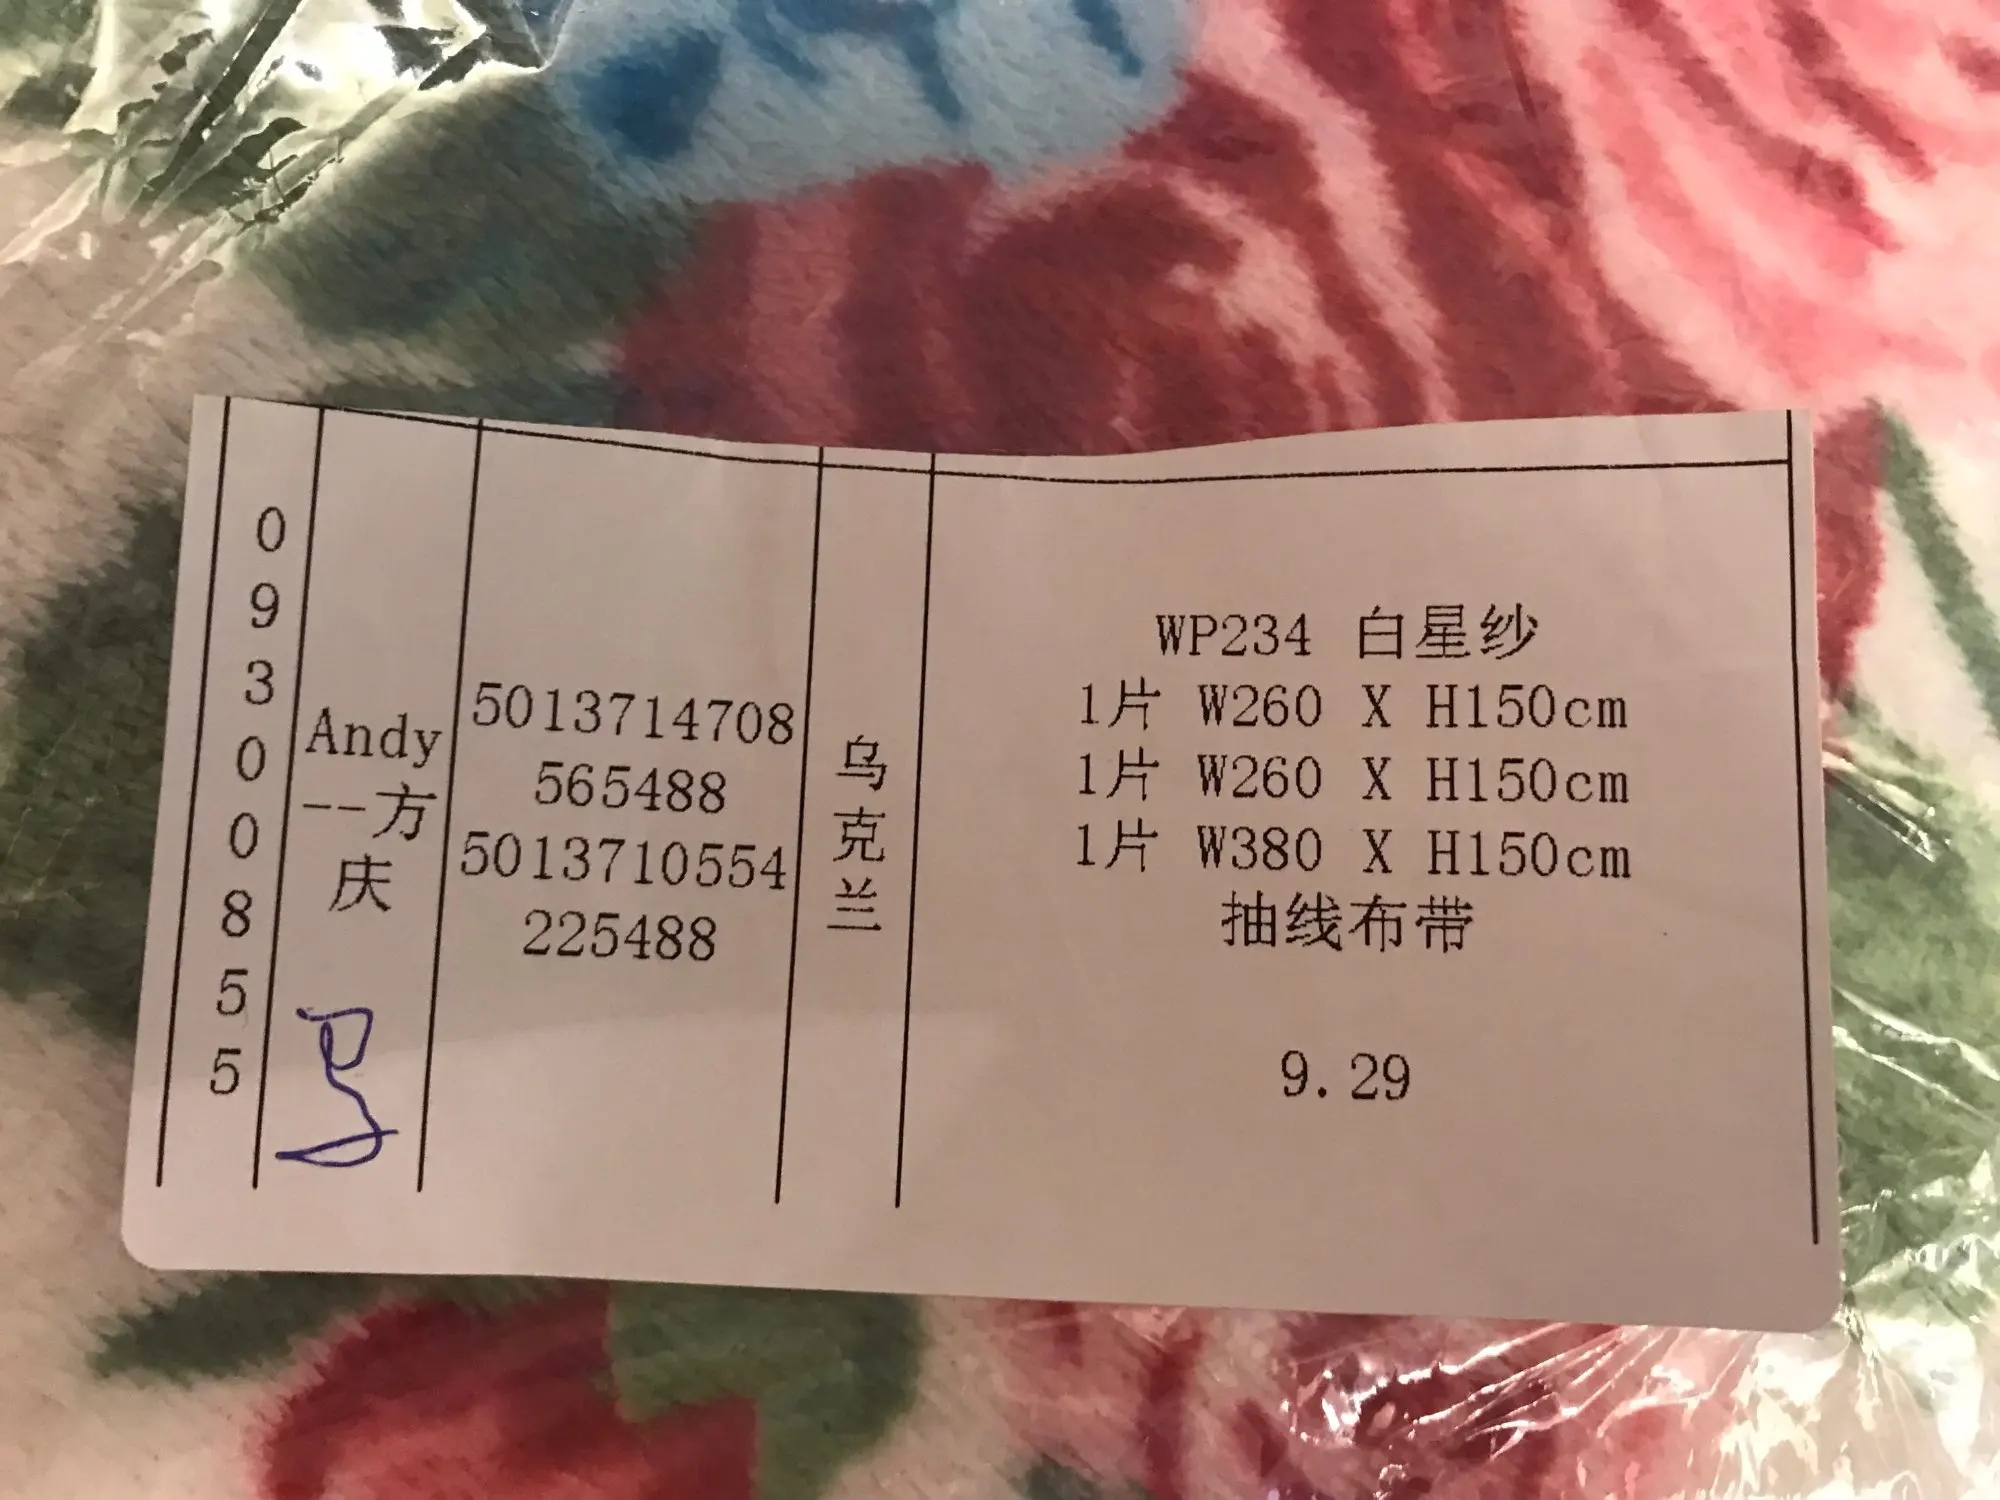 09300855
Andy
--方
庆
5013714708
565488
5013710554
225488
乌
克
兰
WP234 白星纱
1片 W260 X H150cm
1片 W260 X H150cm
1片 W380 X H150cm
抽线布带
9.29